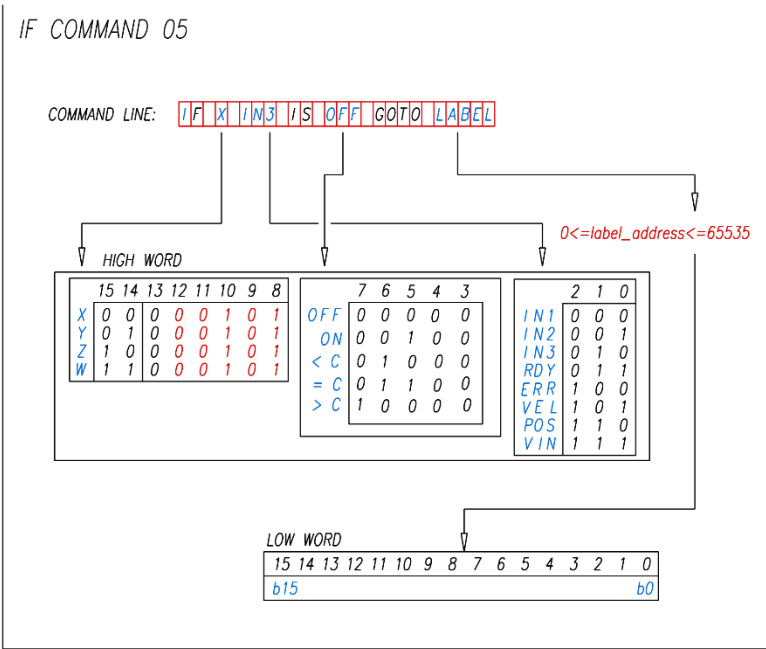 IF COMMAND 05
COMMAND LINE: IF X IN3 IS OFF GOTO LABEL
0<=label_address<=65535
HIGH WORD
15 14 13 12 11 10 9 8
X 0 0 0 0 0 1 0 1
Y 0 1 0 0 0 1 0 1
Z 1 0 0 0 0 1 0 1
W 1 1 0 0 0 1 0 1
7 6 5 4 3
OFF 0 0 0 0 0
ON 0 0 1 0 0
< C 0 1 0 0 0
= C 0 1 1 0 0
> C 1 0 0 0 0
2 1 0
IN1 0 0 0
IN2 0 0 1
IN3 0 1 0
RDY 0 1 1
ERR 1 0 0
VEL 1 0 1
POS 1 1 0
VIN 1 1 1
LOW WORD
15 14 13 12 11 10 9 8 7 6 5 4 3 2 1 0
b15 b0